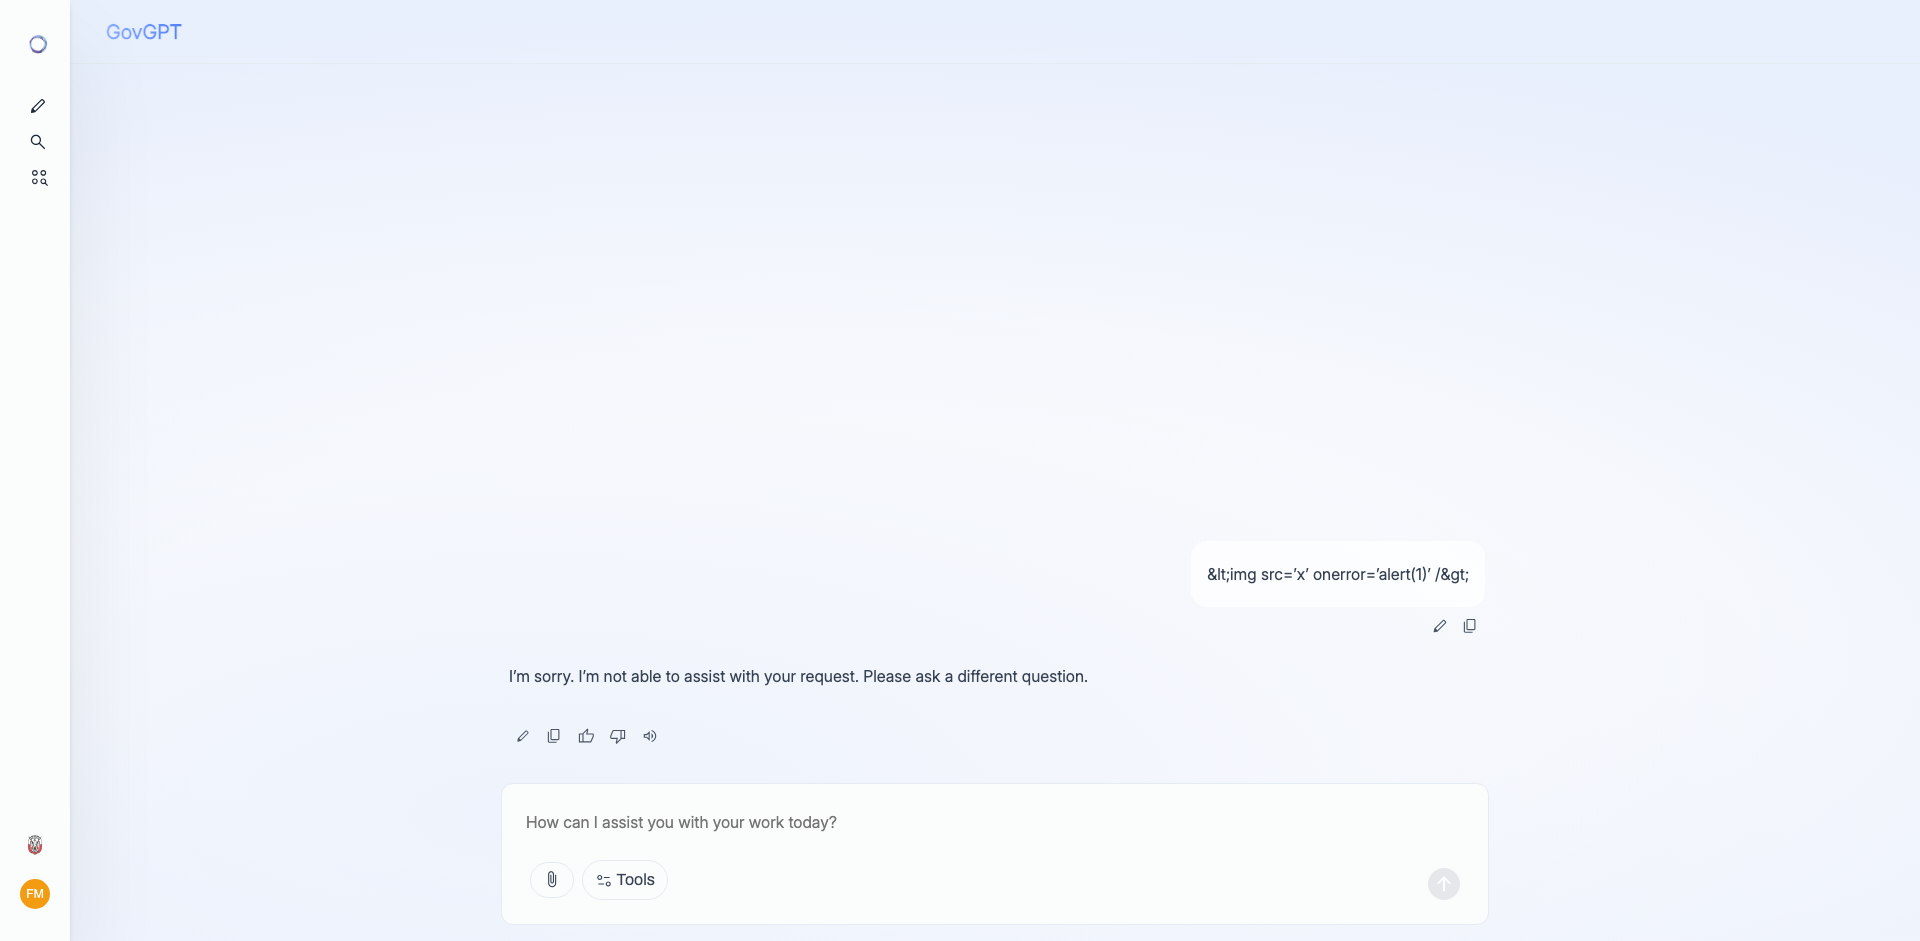 GovGPT
&lt;img src=’x’ onerror=’alert(1)’ /&gt;
I’m sorry. I’m not able to assist with your request. Please ask a different question.
How can I assist you with your work today?
Tools
FM